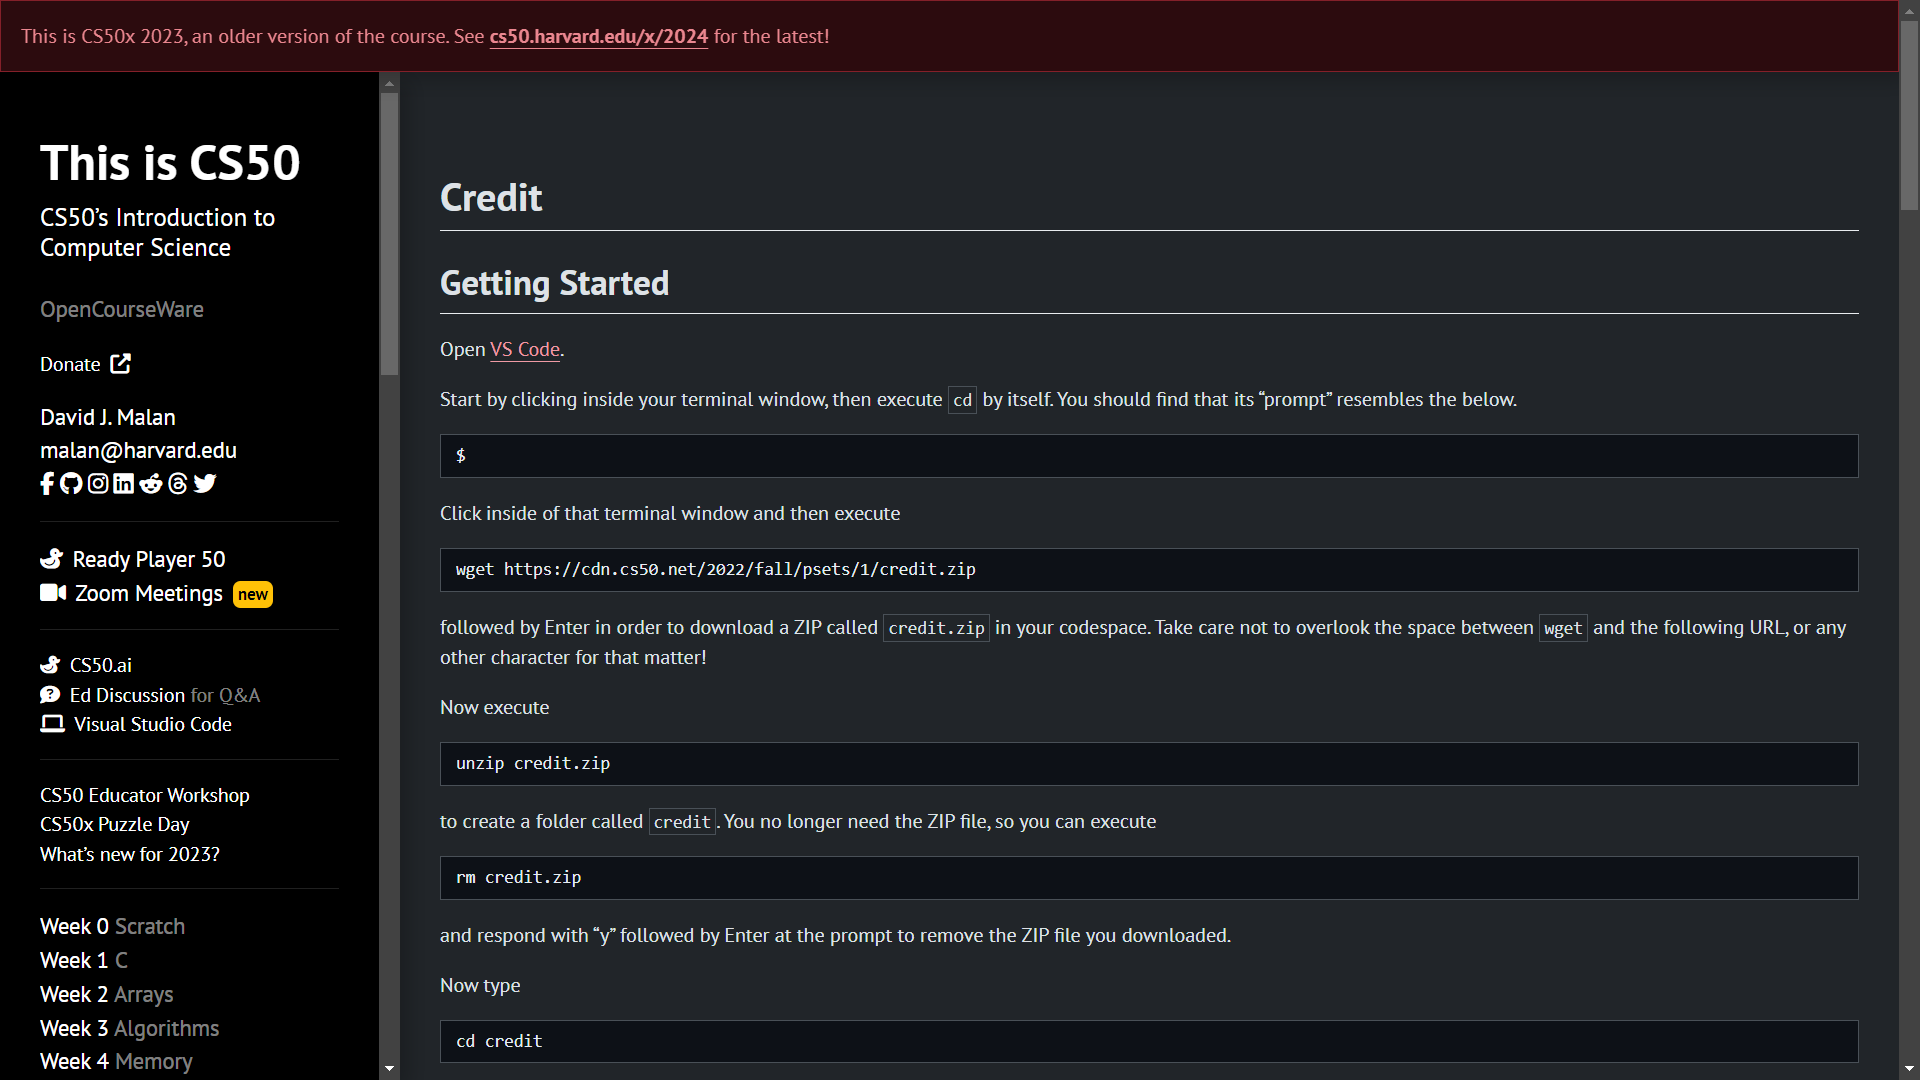 This is CS50x 2023, an older version of the course. See cs50.harvard.edu/x/2024 for the latest!
This is CS50
CS50’s Introduction to
Computer Science
OpenCourseWare
Donate
David J. Malan
malan@harvard.edu
Ready Player 50
Zoom Meetings new
CS50.ai
Ed Discussion for Q&A
Visual Studio Code
CS50 Educator Workshop
CS50x Puzzle Day
What’s new for 2023?
Week 0 Scratch
Week 1 C
Week 2 Arrays
Week 3 Algorithms
Week 4 Memory
Credit
Getting Started
Open VS Code.
Start by clicking inside your terminal window, then execute cd by itself. You should find that its “prompt” resembles the below.
$
Click inside of that terminal window and then execute
wget https://cdn.cs50.net/2022/fall/psets/1/credit.zip
followed by Enter in order to download a ZIP called credit.zip in your codespace. Take care not to overlook the space between wget and the following URL, or any
other character for that matter!
Now execute
unzip credit.zip
to create a folder called credit. You no longer need the ZIP file, so you can execute
rm credit.zip
and respond with “y” followed by Enter at the prompt to remove the ZIP file you downloaded.
Now type
cd credit